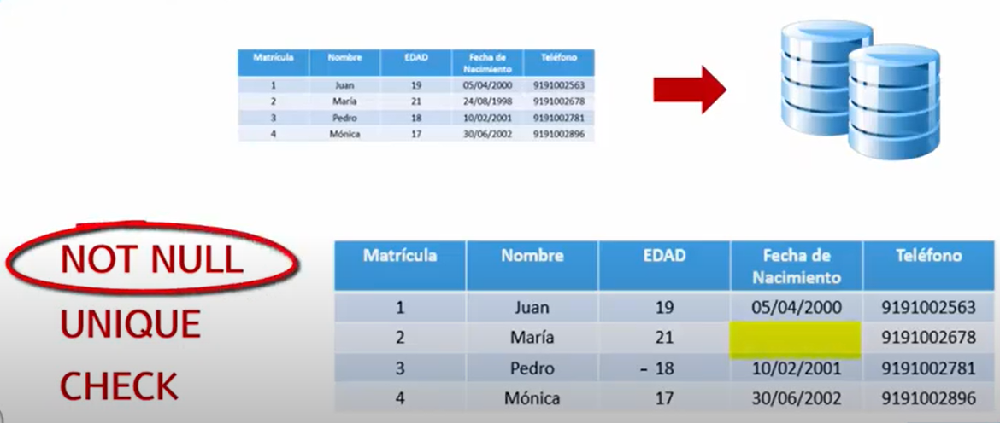 Matrícula Nombre EDAD Fecha de Nacimiento Teléfono
1 Juan 19 05/04/2000 9191002563
2 María 21 24/08/1998 9191002678
3 Pedro 18 10/02/2001 9191002781
4 Mónica 17 30/06/2002 9191002896
NOT NULL
UNIQUE
CHECK
Matrícula Nombre EDAD Fecha de Nacimiento Teléfono
1 Juan 19 05/04/2000 9191002563
2 María 21 9191002678
3 Pedro - 18 10/02/2001 9191002781
4 Mónica 17 30/06/2002 9191002896